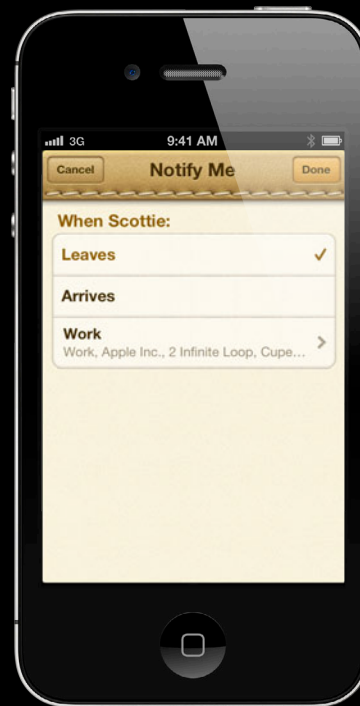 3G 9:41 AM
Cancel Notify Me Done
When Scottie:
Leaves
Arrives
Work
Work, Apple Inc., 2 Infinite Loop, Cupe...